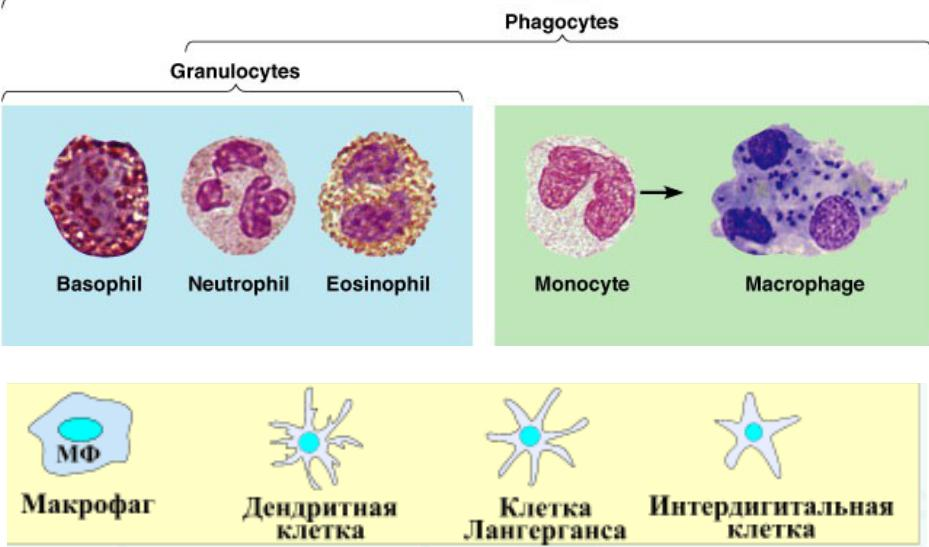 Phagocytes
Granulocytes
Basophil
Neutrophil
Eosinophil
Monocyte
Macrophage
МФ
Макрофаг
Дендритная
клетка
Клетка
Лангерганса
Интердигитальная
клетка